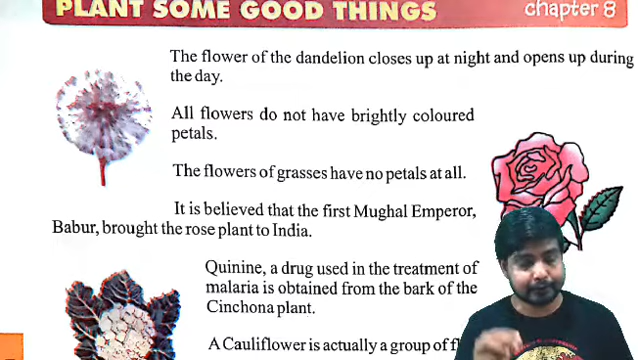 PLANT SOME GOOD THINGS
chapter 8
The flower of the dandelion closes up at night and opens up during
the day.
All flowers do not have brightly coloured
petals.
The flowers of grasses have no petals at all.
It is believed that the first Mughal Emperor,
Babur, brought the rose plant to India.
Quinine, a drug used in the treatment of
malaria is obtained from the bark of the
Cinchona plant.
A Cauliflower is actually a group of